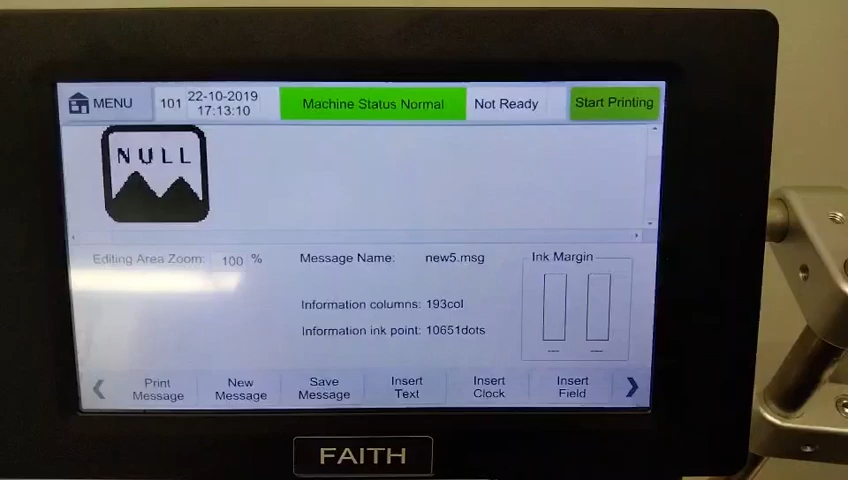 MENU
101
22-10-2019
17:13:10
Machine Status Normal
Not Ready
Start Printing
NULL
Editing Area Zoom: 100 %
Message Name: new5.msg
Ink Margin
Information columns: 193col
Information ink point: 10651dots
---- ----
Print Message
New Message
Save Message
Insert Text
Insert Clock
Insert Field
FAITH